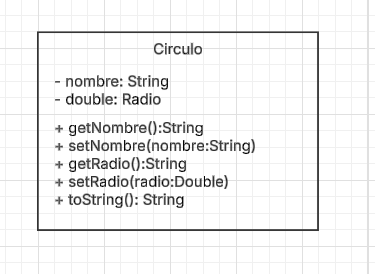 Circulo
- nombre: String
- double: Radio
+ getNombre():String
+ setNombre(nombre:String)
+ getRadio():String
+ setRadio(radio:Double)
+ toString(): String